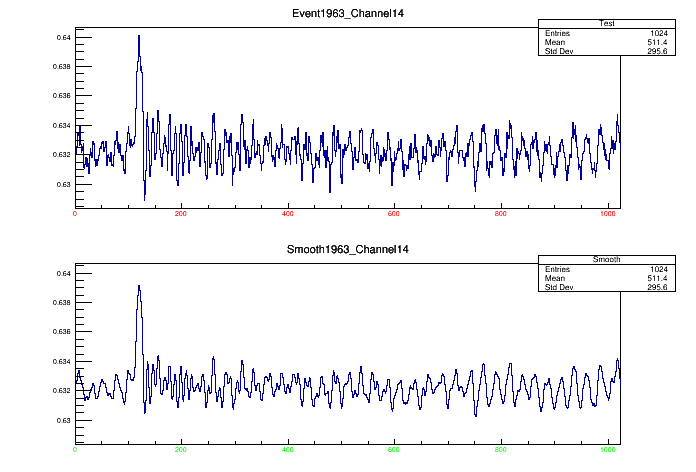 Event1963_Channel14
Test
Entries 1024
Mean 511.4
Std Dev 295.6
0.64
0.638
0.636
0.634
0.632
0.63
0 200 400 600 800 1000
Smooth1963_Channel14
Smooth
Entries 1024
Mean 511.4
Std Dev 295.6
0.64
0.638
0.636
0.634
0.632
0.63
0 200 400 600 800 1000